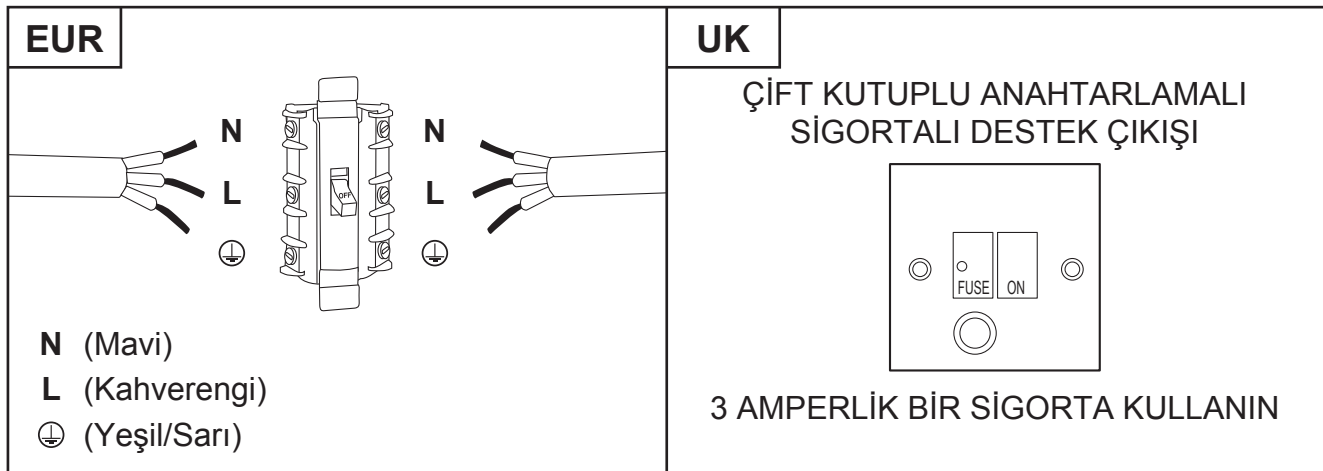 EUR
N
L
N
L
OFF
N (Mavi)
L (Kahverengi)
(Yeşil/Sarı)
UK
ÇİFT KUTUPLU ANAHTARLAMALI
SİGORTALI DESTEK ÇIKIŞI
FUSE
ON
3 AMPERLİK BİR SİGORTA KULLANIN